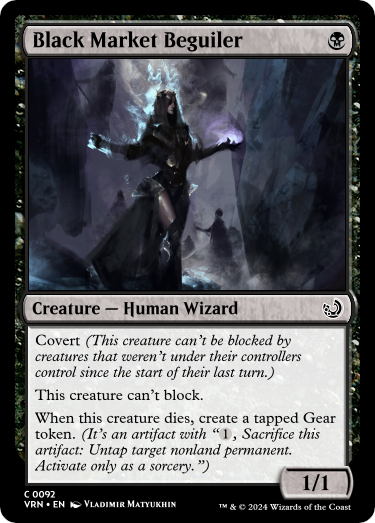 Black Market Beguiler
Creature — Human Wizard
Covert (This creature can't be blocked by
creatures that weren't under their controllers
control since the start of their last turn.)
This creature can't block.
When this creature dies, create a tapped Gear
token. (It's an artifact with “1, Sacrifice this
artifact: Untap target nonland permanent.
Activate only as a sorcery.”)
1/1
C 0092
VRN • EN Vladimir Matyukhin
™ & © 2024 Wizards of the Coast